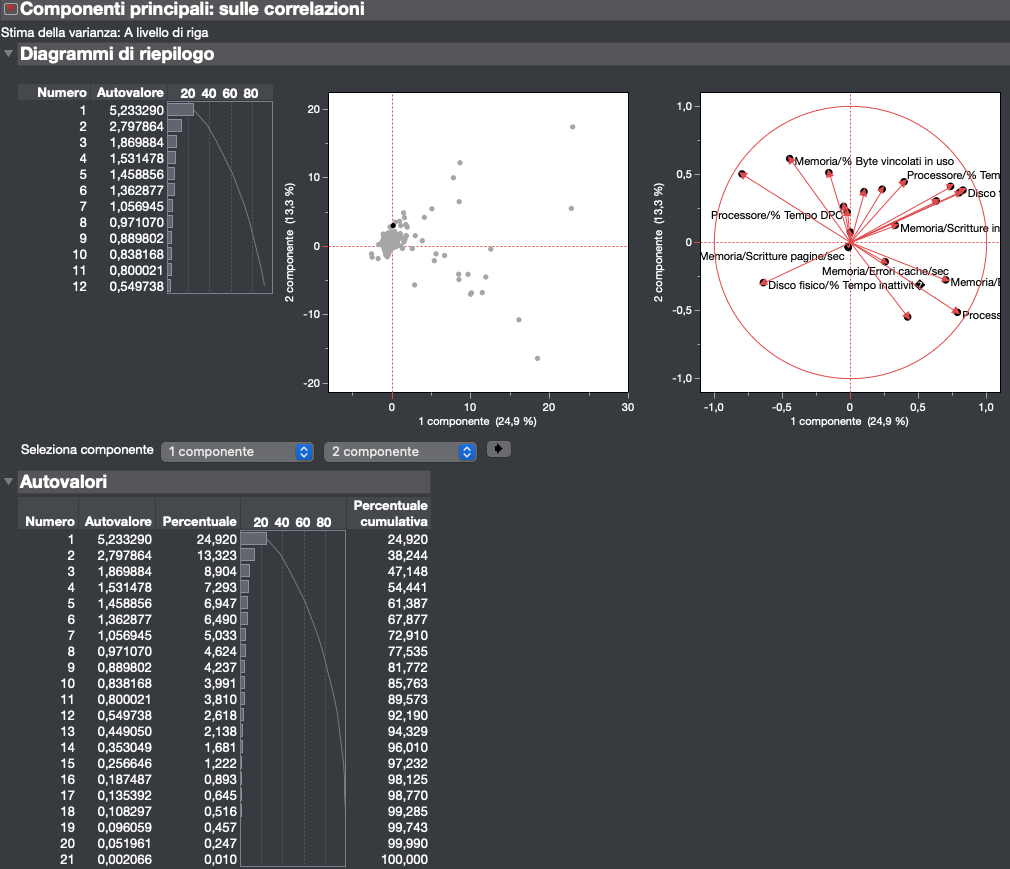 Componenti principali: sulle correlazioni
Stima della varianza: A livello di riga
Diagrammi di riepilogo
Numero Autovalore 20 40 60 80
1 5,233290
2 2,797864
3 1,869884
4 1,531478
5 1,458856
6 1,362877
7 1,056945
8 0,971070
9 0,889802
10 0,838168
11 0,800021
12 0,549738
2 componente (13,3 %)
20
10
0
-10
-20
0 10 20 30
1 componente (24,9 %)
2 componente (13,3 %)
1,0
0,5
0
-0,5
-1,0
Memoria/% Byte vincolati in uso
Processore/% Tem
Disco f
Processore/% Tempo DPC
Memoria/Scritture in
Memoria/Scritture pagine/sec
Memoria/Errori cache/sec
Disco fisico/% Tempo inattivit�
Memoria/E
Process
-1,0 -0,5 0 0,5 1,0
1 componente (24,9 %)
Seleziona componente 1 componente 2 componente
Autovalori
Numero Autovalore Percentuale 20 40 60 80 Percentuale cumulativa
1 5,233290 24,920 24,920
2 2,797864 13,323 38,244
3 1,869884 8,904 47,148
4 1,531478 7,293 54,441
5 1,458856 6,947 61,387
6 1,362877 6,490 67,877
7 1,056945 5,033 72,910
8 0,971070 4,624 77,535
9 0,889802 4,237 81,772
10 0,838168 3,991 85,763
11 0,800021 3,810 89,573
12 0,549738 2,618 92,190
13 0,449050 2,138 94,329
14 0,353049 1,681 96,010
15 0,256646 1,222 97,232
16 0,187487 0,893 98,125
17 0,135392 0,645 98,770
18 0,108297 0,516 99,285
19 0,096059 0,457 99,743
20 0,051961 0,247 99,990
21 0,002066 0,010 100,000